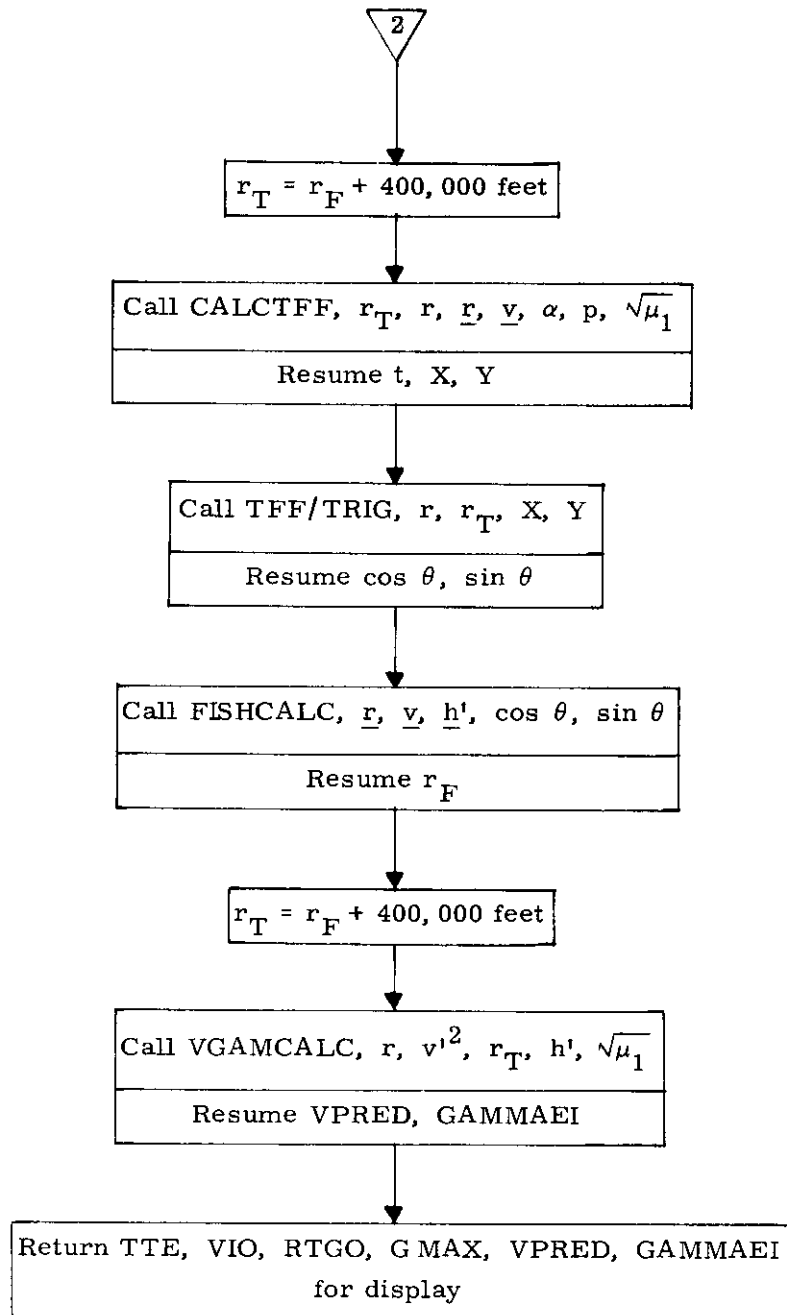 2
r_T = r_F + 400,000 feet
Call CALCTFF, r_T, r, r̲, v̲, α, p, √μ₁
Resume t, X, Y
Call TFF/TRIG, r, r_T, X, Y
Resume cos θ, sin θ
Call FISHCALC, r̲, v̲, h̲', cos θ, sin θ
Resume r_F
r_T = r_F + 400,000 feet
Call VGAMCALC, r, v'², r_T, h', √μ₁
Resume VPRED, GAMMAEI
Return TTE, VIO, RTGO, G MAX, VPRED, GAMMAEI
for display